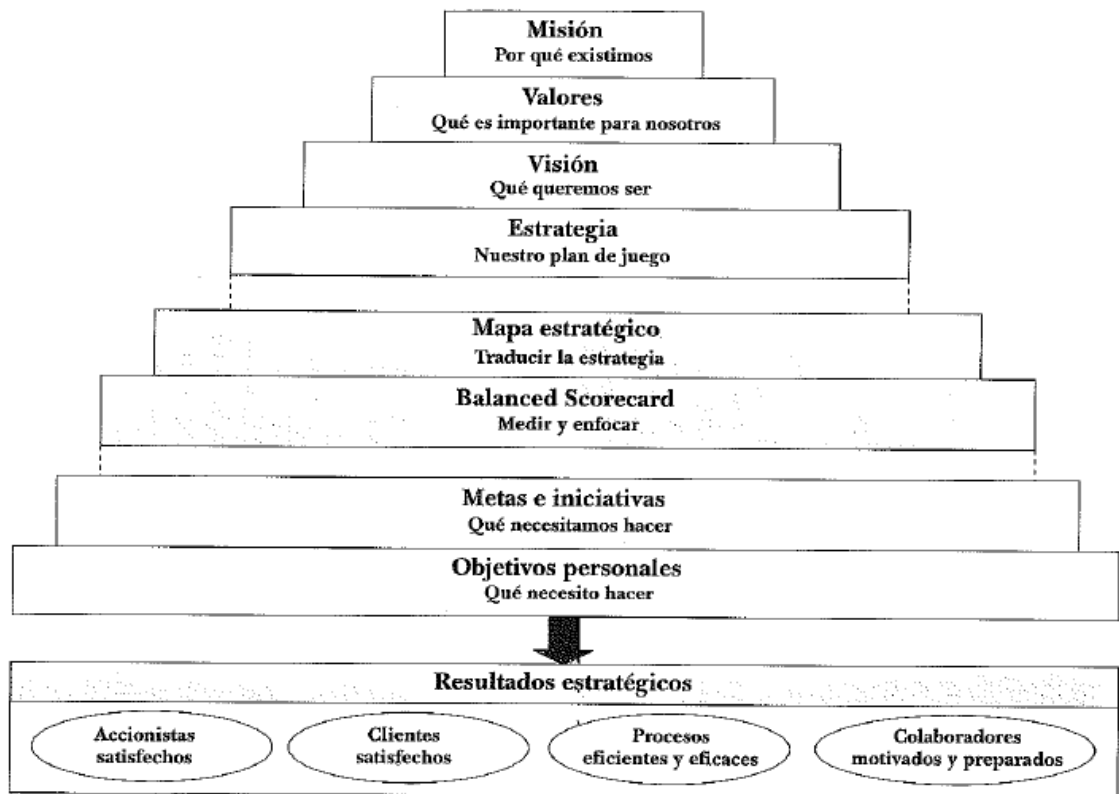 Misión
Por qué existimos
Valores
Qué es importante para nosotros
Visión
Qué queremos ser
Estrategia
Nuestro plan de juego
Mapa estratégico
Traducir la estrategia
Balanced Scorecard
Medir y enfocar
Metas e iniciativas
Qué necesitamos hacer
Objetivos personales
Qué necesito hacer
Resultados estratégicos
Accionistas
satisfechos
Clientes
satisfechos
Procesos
eficientes y eficaces
Colaboradores
motivados y preparados